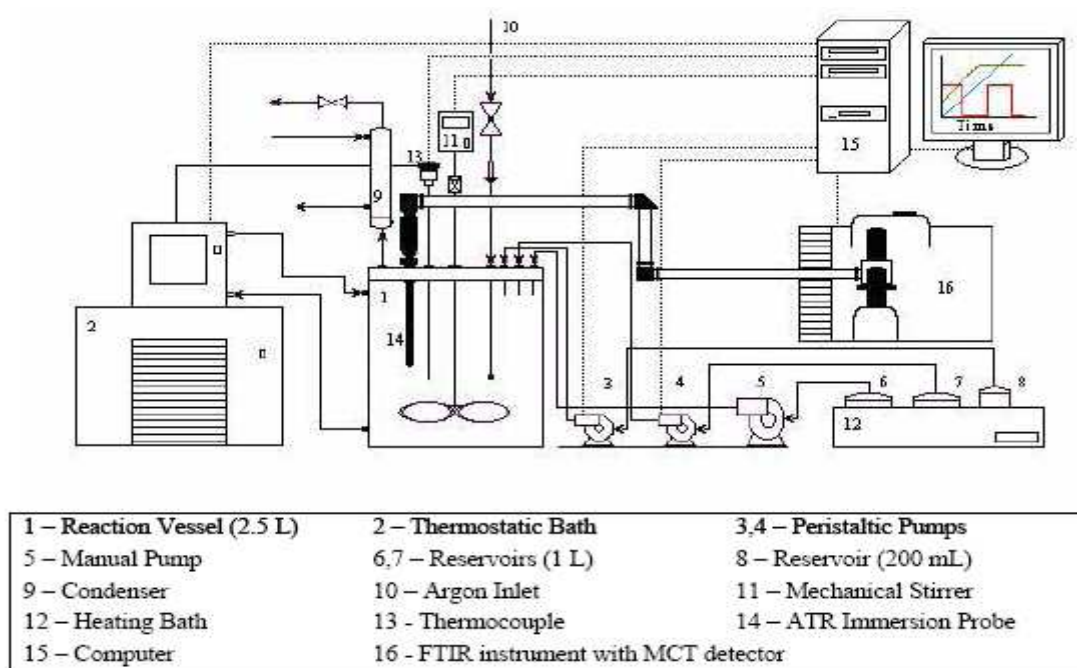 10
11
13
15
Time
9
1
16
2
14
3
4
5
6
7
8
12
1 – Reaction Vessel (2.5 L) 2 – Thermostatic Bath 3,4 – Peristaltic Pumps
5 – Manual Pump 6,7 – Reservoirs (1 L) 8 – Reservoir (200 mL)
9 – Condenser 10 – Argon Inlet 11 – Mechanical Stirrer
12 – Heating Bath 13 - Thermocouple 14 – ATR Immersion Probe
15 – Computer 16 - FTIR instrument with MCT detector